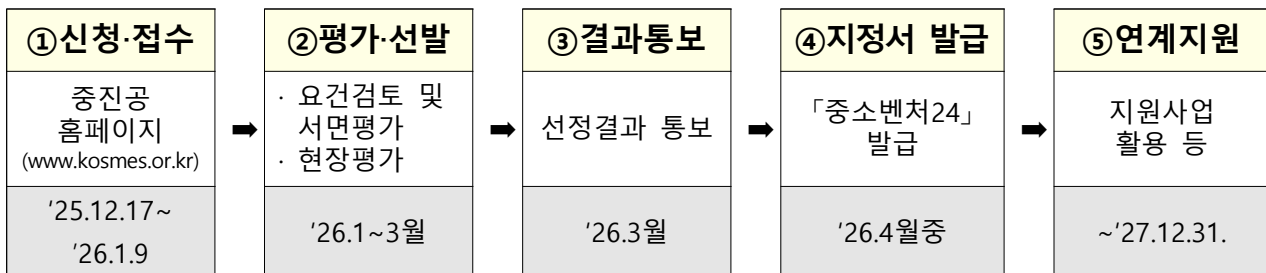 ①신청·접수
중진공
홈페이지
(www.kosmes.or.kr)
'25.12.17~
'26.1.9
➡
②평가·선발
· 요건검토 및
서면평가
· 현장평가
'26.1~3월
➡
③결과통보
선정결과 통보
'26.3월
➡
④지정서 발급
「중소벤처24」
발급
'26.4월중
➡
⑤연계지원
지원사업
활용 등
~'27.12.31.